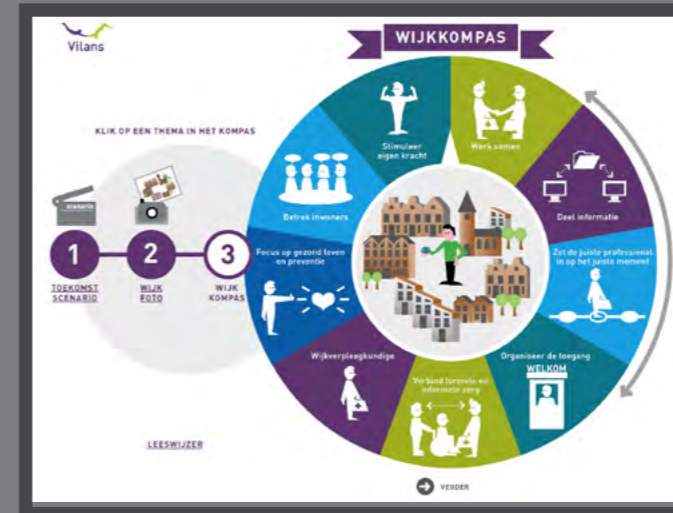 Vilans
WIJKKOMPAS
KLIK OP EEN THEMA IN HET KOMPAS
Stimuleer
eigen kracht
Werk samen
Deel informatie
Zet de juiste professional
in op het juiste moment
Organiseer de toegang
WELKOM
Verbind formele en
informele zorg
Wijkverpleegkundige
Focus op gezond leven
en preventie
Betrek inwoners
scenario
1
2
3
TOEKOMST
SCENARIO
WIJK
FOTO
WIJK
KOMPAS
LEESWIJZER
VERDER